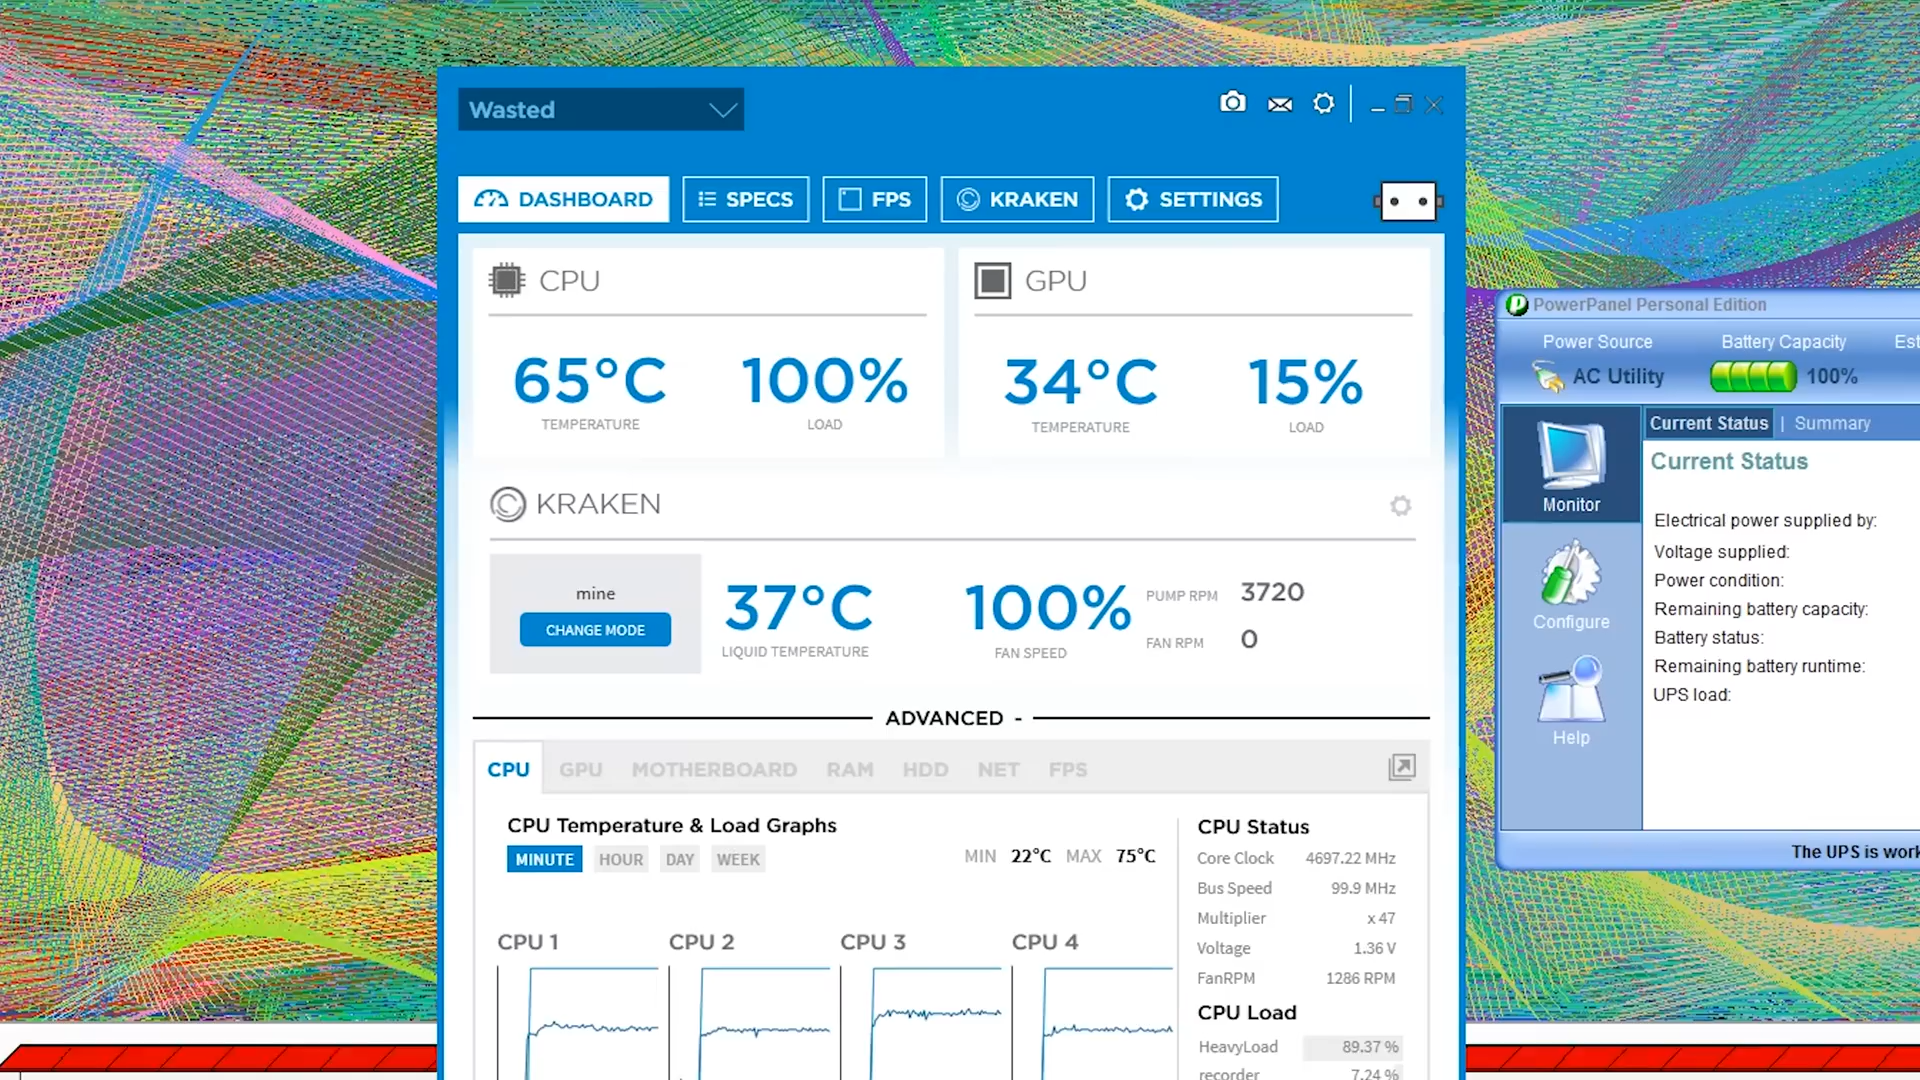 Wasted
DASHBOARD
SPECS
FPS
KRAKEN
SETTINGS
CPU
65°C
TEMPERATURE
100%
LOAD
GPU
34°C
TEMPERATURE
15%
LOAD
KRAKEN
mine
CHANGE MODE
37°C
LIQUID TEMPERATURE
100%
FAN SPEED
PUMP RPM 3720
FAN RPM 0
ADVANCED -
CPU GPU MOTHERBOARD RAM HDD NET FPS
CPU Temperature & Load Graphs
MINUTE HOUR DAY WEEK
MIN 22°C MAX 75°C
CPU 1
CPU 2
CPU 3
CPU 4
CPU Status
Core Clock 4697.22 MHz
Bus Speed 99.9 MHz
Multiplier x 47
Voltage 1.36 V
FanRPM 1286 RPM
CPU Load
HeavyLoad 89.37 %
recorder 7.24 %
PowerPanel Personal Edition
Power Source
AC Utility
Battery Capacity
100%
Est
Monitor
Configure
Help
Current Status | Summary
Current Status
Electrical power supplied by:
Voltage supplied:
Power condition:
Remaining battery capacity:
Battery status:
Remaining battery runtime:
UPS load:
The UPS is work